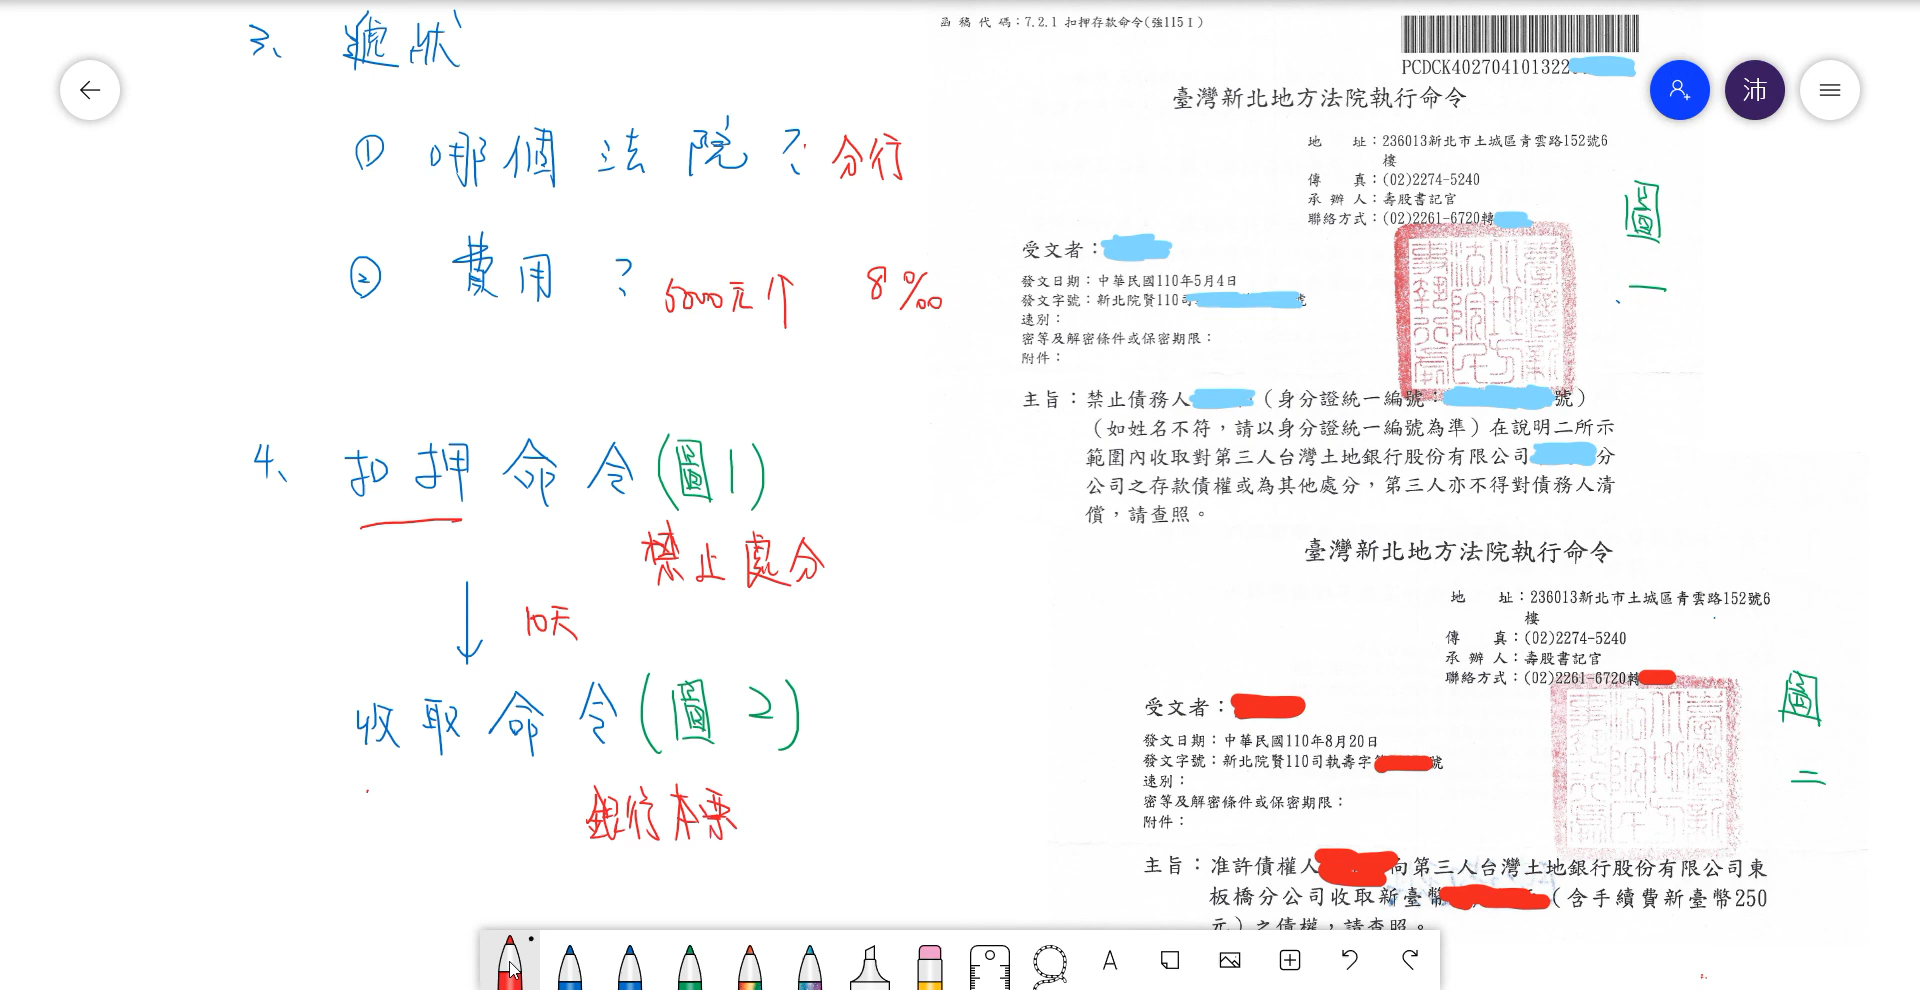 3、遞狀
① 哪個法院? 分行
② 費用? 5000元↑ 8‰
4、扣押命令(圖1)
禁止處分
↓ 10天
收取命令(圖2)
銀行本票
函稿代碼:7.2.1 扣押存款命令(強115Ⅰ)
PCDCK402704101322
臺灣新北地方法院執行命令
地　　址:236013新北市土城區青雲路152號6
樓
傳　　真:(02)2274-5240
承 辦 人:壽股書記官
聯絡方式:(02)2261-6720轉
圖一
受文者:
發文日期:中華民國110年5月4日
發文字號:新北院賢110司
號
速別:
密等及解密條件或保密期限:
附件:
主旨:禁止債務人(身分證統一編號:號)
(如姓名不符,請以身分證統一編號為準)在說明二所示
範圍內收取對第三人台灣土地銀行股份有限公司分
公司之存款債權或為其他處分,第三人亦不得對債務人清
償,請查照。
臺灣新北地方法院執行命令
地　　址:236013新北市土城區青雲路152號6
樓
傳　　真:(02)2274-5240
承 辦 人:壽股書記官
聯絡方式:(02)2261-6720轉
圖二
受文者:
發文日期:中華民國110年8月20日
發文字號:新北院賢110司執壽字
號
速別:
密等及解密條件或保密期限:
附件:
主旨:准許債權人向第三人台灣土地銀行股份有限公司東
板橋分公司收取新臺幣(含手續費新臺幣250
元)之債權,請查照。
沛
A